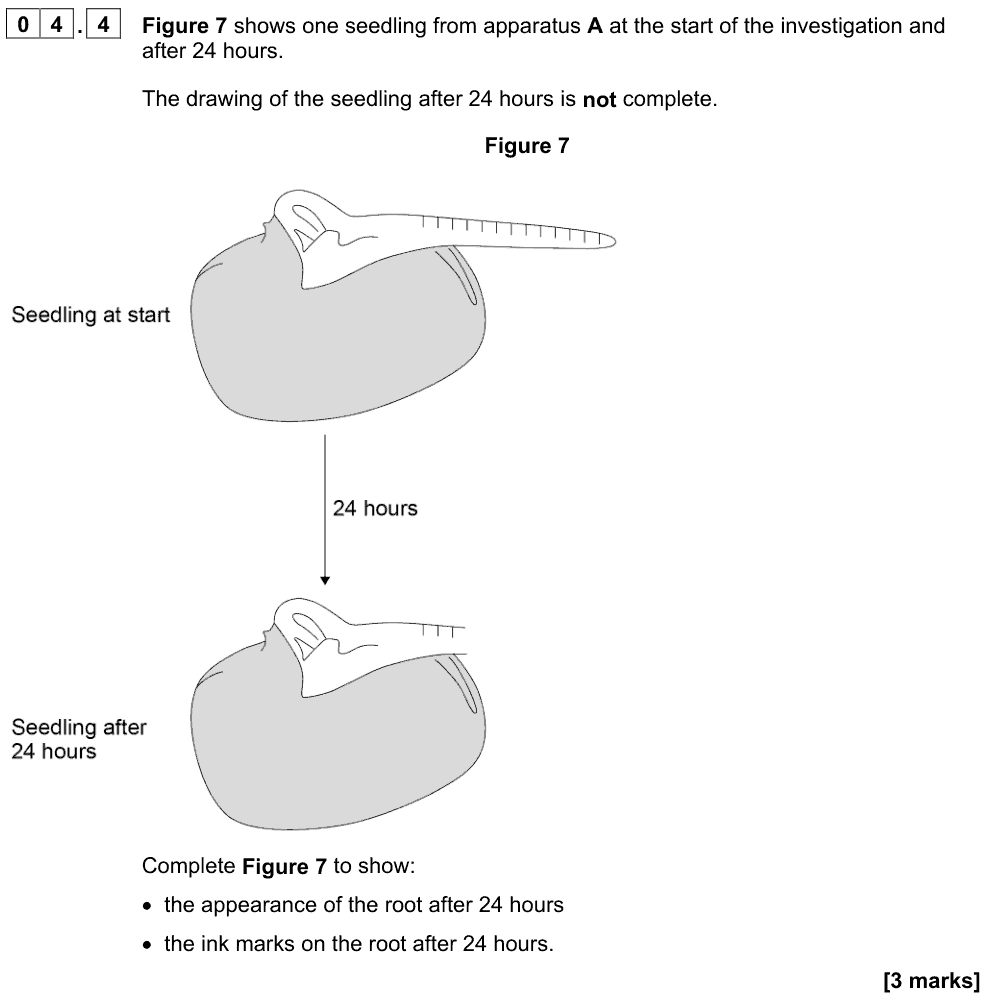 0 4 . 4 Figure 7 shows one seedling from apparatus A at the start of the investigation and
after 24 hours.
The drawing of the seedling after 24 hours is not complete.
Figure 7
Seedling at start
24 hours
Seedling after
24 hours
Complete Figure 7 to show:
• the appearance of the root after 24 hours
• the ink marks on the root after 24 hours.
[3 marks]